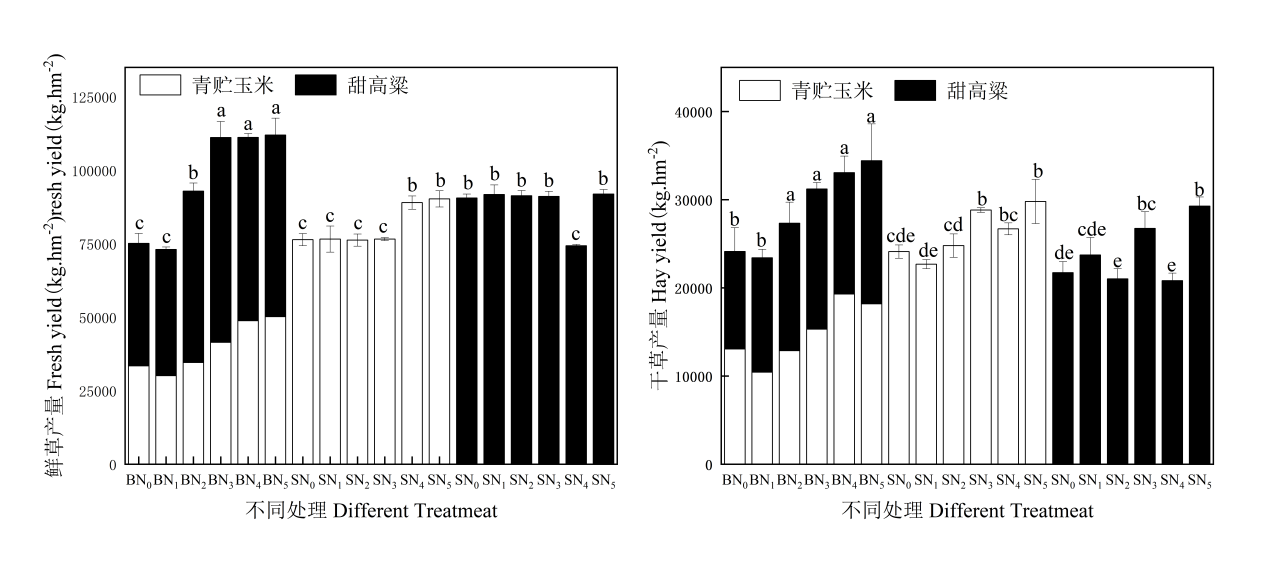 鲜草产量 Fresh yield(kg.hm⁻²)resh yield(kg.hm⁻²)
125000
100000
75000
50000
25000
0
青贮玉米 甜高粱
c c b a a a c c c c b b b b b b c b
BN₀ BN₁ BN₂ BN₃ BN₄ BN₅ SN₀ SN₁ SN₂ SN₃ SN₄ SN₅ SN₀ SN₁ SN₂ SN₃ SN₄ SN₅
不同处理 Different Treatmeat
干草产量 Hay yield(kg.hm⁻²)
40000
30000
20000
10000
0
青贮玉米 甜高粱
b b a a a a cde de cd b bc b de cde e bc e b
BN₀ BN₁ BN₂ BN₃ BN₄ BN₅ SN₀ SN₁ SN₂ SN₃ SN₄ SN₅ SN₀ SN₁ SN₂ SN₃ SN₄ SN₅
不同处理 Different Treatmeat